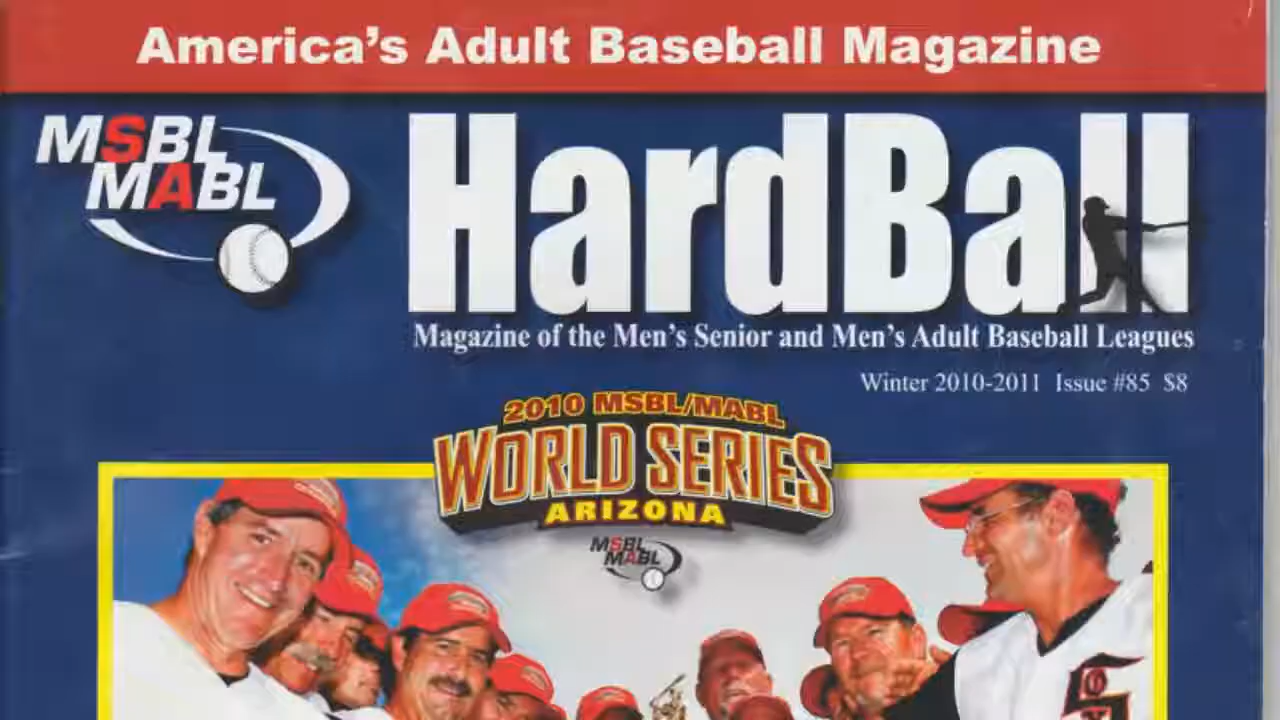 America's Adult Baseball Magazine
MSBL
MABL
HardBall
Magazine of the Men's Senior and Men's Adult Baseball Leagues
Winter 2010-2011 Issue #85 $8
2010 MSBL/MABL
WORLD SERIES
ARIZONA
MSBL
MABL